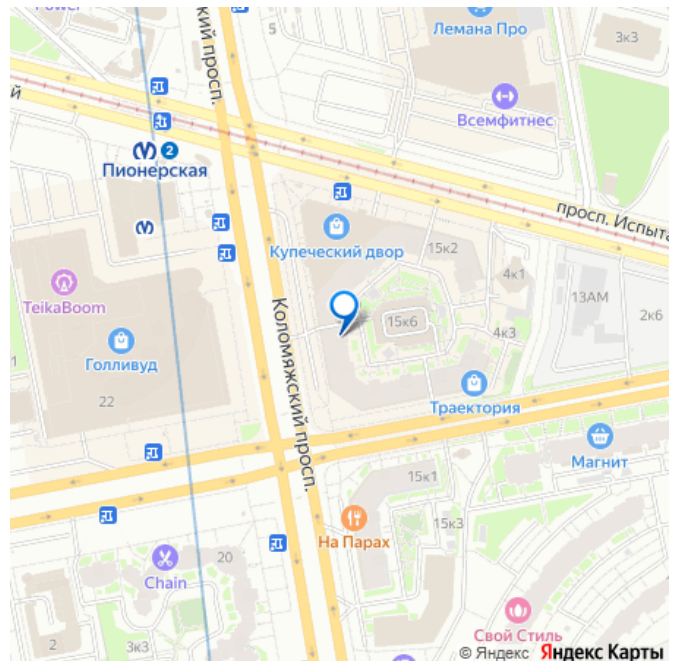 Power
5
Лемана Про
3к3
Коломяжский просп.
Всемфитнес
й
2
Пионерская
просп. Испыта
Купеческий двор
15к2
4к1
TeikaBoom
13АМ
2к6
15к6
4к3
Голливуд
1
22
Коломяжский просп.
Траектория
Магнит
15к1
На Парах
15к3
20
Chain
Свой Стиль
2
3к3
© Яндекс Яндекс Карты